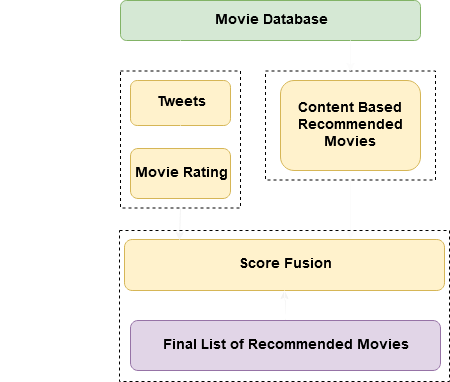 Movie Database
Tweets
Movie Rating
Content Based
Recommended
Movies
Score Fusion
Final List of Recommended Movies